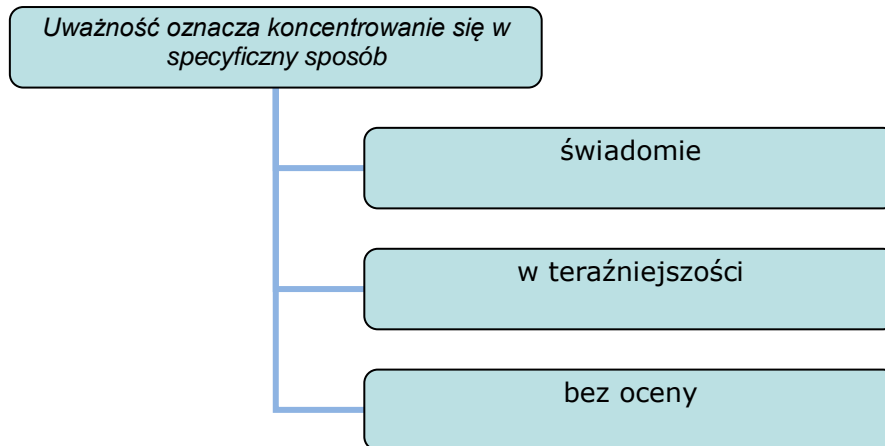 Uważność oznacza koncentrowanie się w
specyficzny sposób
świadomie
w teraźniejszości
bez oceny